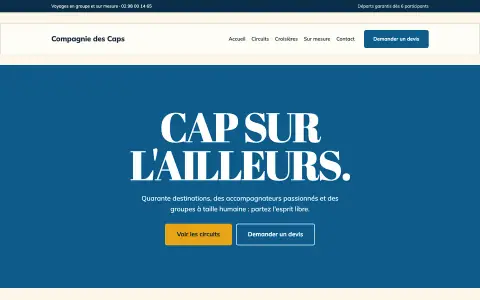 Voyages en groupe et sur mesure · 02 98 00 14 65
Départs garantis dès 6 participants
Compagnie des Caps
Accueil Circuits Croisières Sur mesure Contact Demander un devis
CAP SUR
L'AILLEURS.
Quarante destinations, des accompagnateurs passionnés et des
groupes à taille humaine : partez l'esprit libre.
Voir les circuits Demander un devis